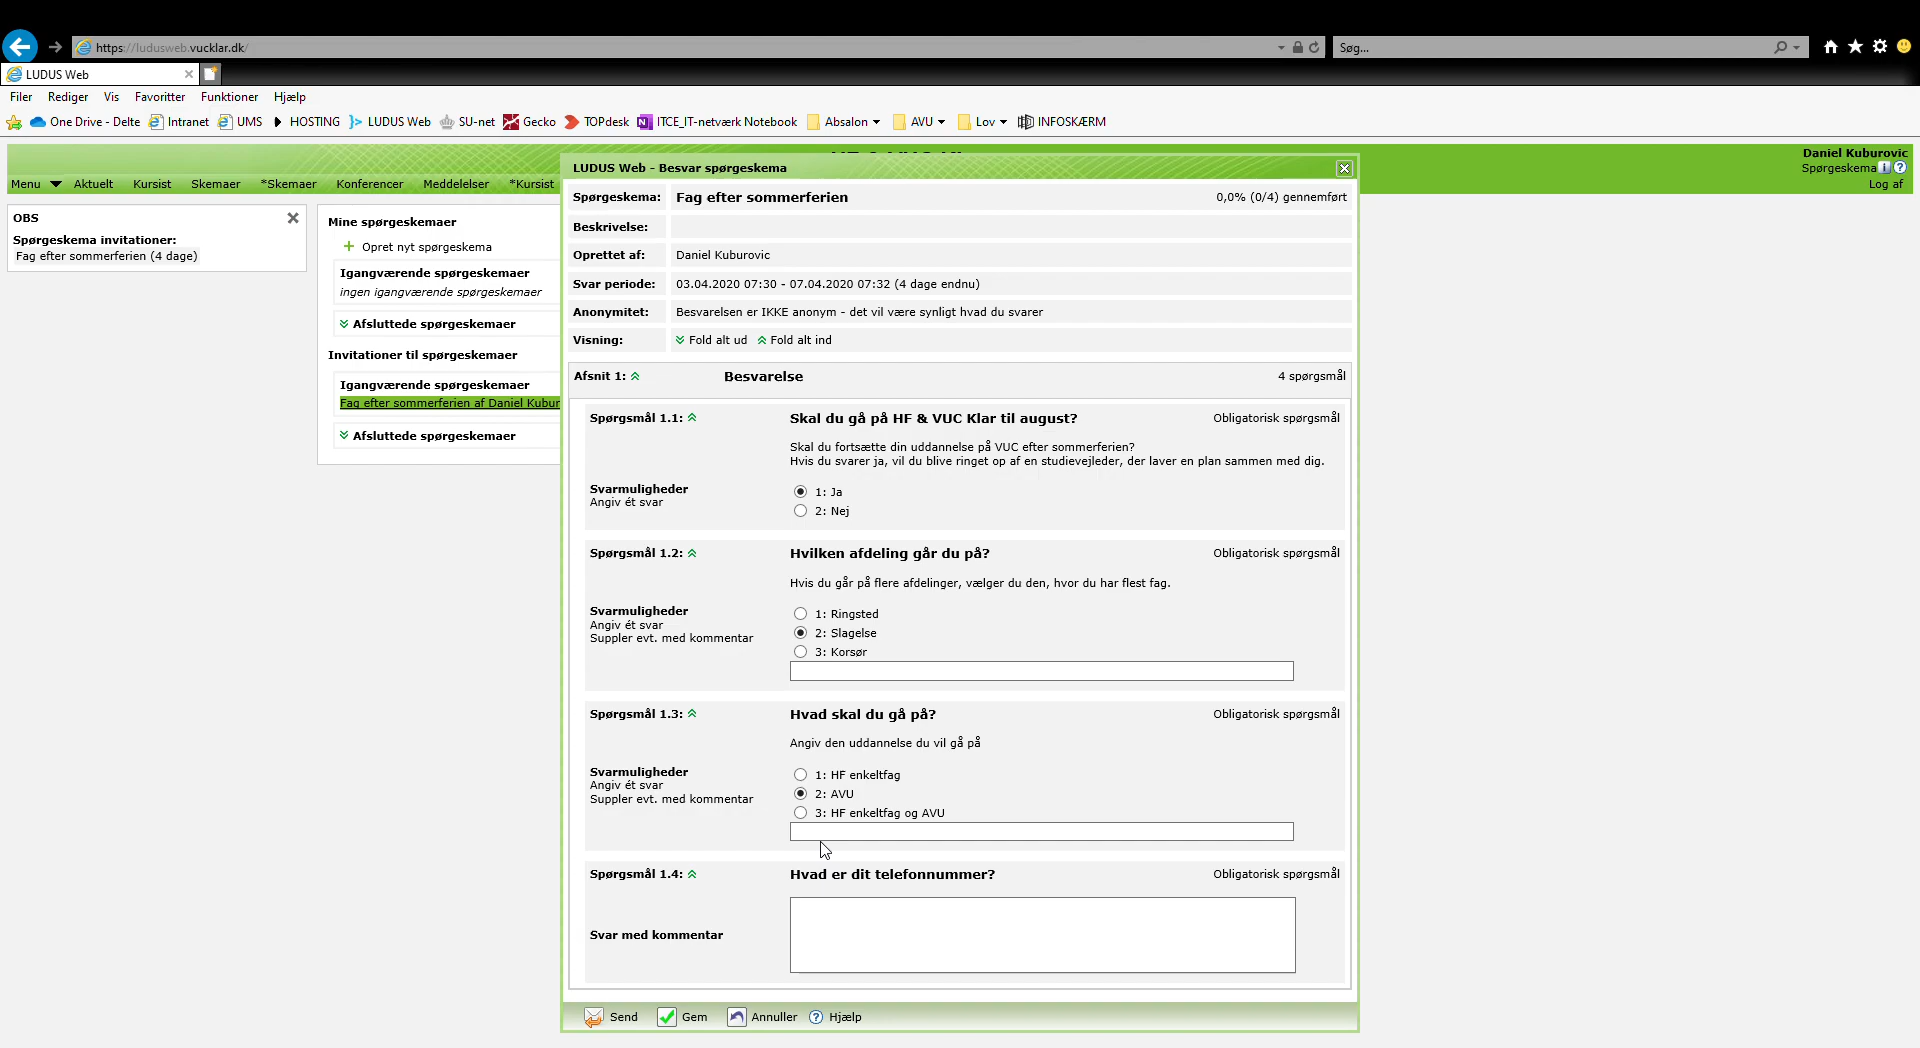 https://ludusweb.vucklar.dk/
Søg...
LUDUS Web
Filer Rediger Vis Favoritter Funktioner Hjælp
One Drive - Delte Intranet UMS HOSTING LUDUS Web SU-net Gecko TOPdesk ITCE_IT-netværk Notebook Absalon AVU Lov INFOSKÆRM
Daniel Kuburovic
Spørgeskema
Log af
Menu Aktuelt Kursist Skemaer *Skemaer Konferencer Meddelelser *Kursist
OBS
Spørgeskema invitationer:
Fag efter sommerferien (4 dage)
Mine spørgeskemaer
Opret nyt spørgeskema
Igangværende spørgeskemaer
ingen igangværende spørgeskemaer
Afsluttede spørgeskemaer
Invitationer til spørgeskemaer
Igangværende spørgeskemaer
Fag efter sommerferien af Daniel Kubur
Afsluttede spørgeskemaer
LUDUS Web - Besvar spørgeskema
Spørgeskema: Fag efter sommerferien 0,0% (0/4) gennemført
Beskrivelse:
Oprettet af: Daniel Kuburovic
Svar periode: 03.04.2020 07:30 - 07.04.2020 07:32 (4 dage endnu)
Anonymitet: Besvarelsen er IKKE anonym - det vil være synligt hvad du svarer
Visning: Fold alt ud Fold alt ind
Afsnit 1: Besvarelse 4 spørgsmål
Spørgsmål 1.1: Skal du gå på HF & VUC Klar til august? Obligatorisk spørgsmål
Skal du fortsætte din uddannelse på VUC efter sommerferien?
Hvis du svarer ja, vil du blive ringet op af en studievejleder, der laver en plan sammen med dig.
Svarmuligheder
Angiv ét svar
1: Ja
2: Nej
Spørgsmål 1.2: Hvilken afdeling går du på? Obligatorisk spørgsmål
Hvis du går på flere afdelinger, vælger du den, hvor du har flest fag.
Svarmuligheder
Angiv ét svar
Suppler evt. med kommentar
1: Ringsted
2: Slagelse
3: Korsør
Spørgsmål 1.3: Hvad skal du gå på? Obligatorisk spørgsmål
Angiv den uddannelse du vil gå på
Svarmuligheder
Angiv ét svar
Suppler evt. med kommentar
1: HF enkeltfag
2: AVU
3: HF enkeltfag og AVU
Spørgsmål 1.4: Hvad er dit telefonnummer? Obligatorisk spørgsmål
Svar med kommentar
Send Gem Annuller Hjælp